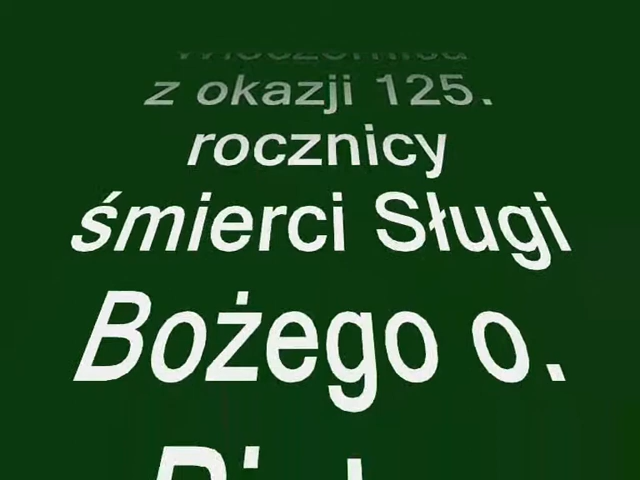 z okazji 125.
rocznicy
śmierci Sługi
Bożego o.